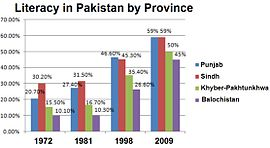 Literacy in Pakistan by Province
70.00%
60.00%
50.00%
40.00%
30.00%
20.00%
10.00%
0.00%
20.70% 30.20% 15.50% 10.10%
27.40% 31.50% 16.70% 10.30%
46.60% 45.30% 35.40% 26.60%
59% 59% 50% 45%
1972 1981 1998 2009
Punjab
Sindh
Khyber-Pakhtunkhwa
Balochistan